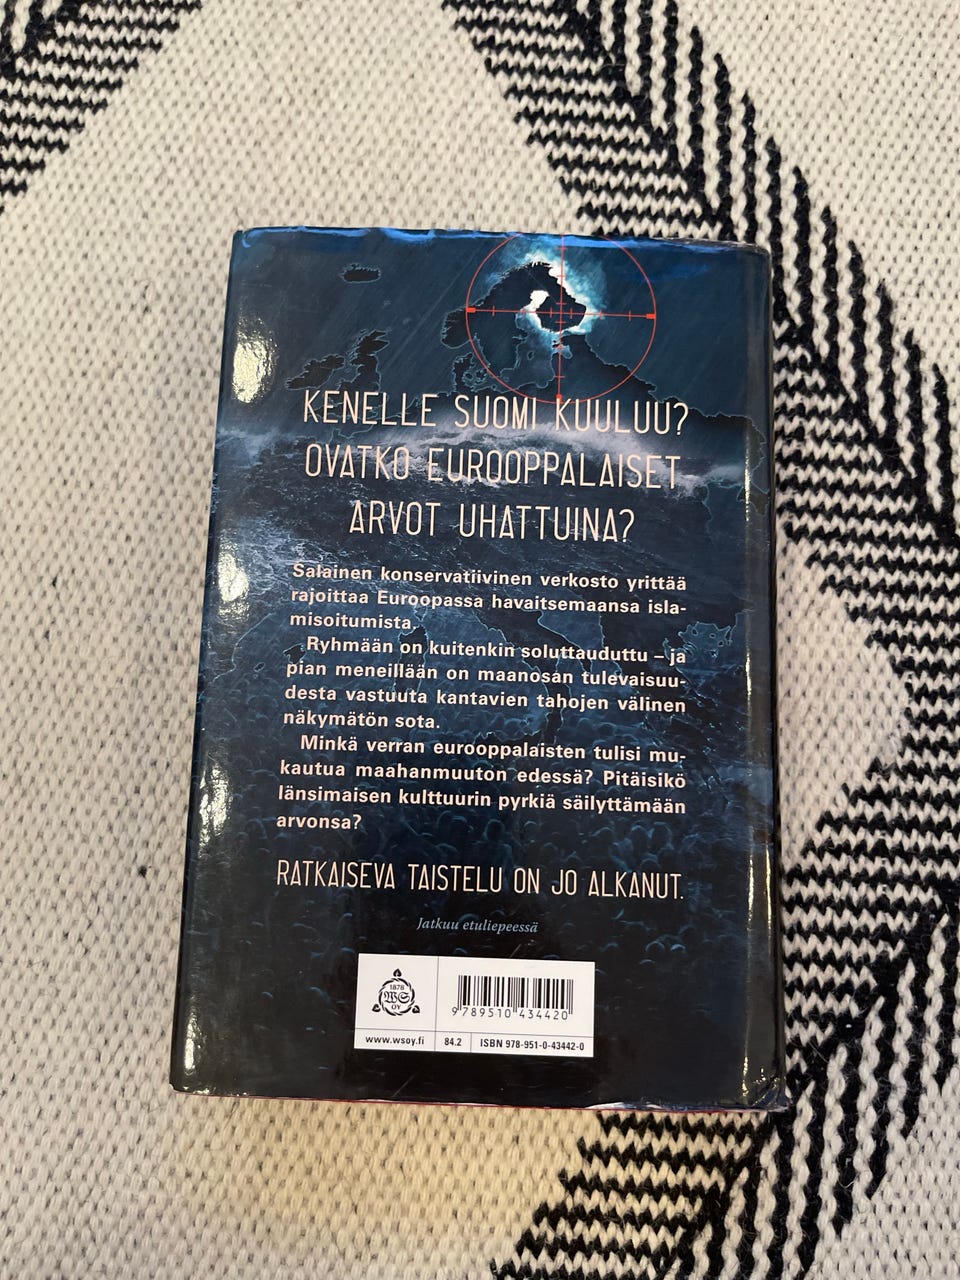 KENELLE SUOMI KUULUU?
OVATKO EUROOPPALAISET
ARVOT UHATTUINA?
Salainen konservatiivinen verkosto yrittää
rajoittaa Euroopassa havaitsemaansa isla-
misoitumista.
Ryhmään on kuitenkin soluttauduttu – ja
pian meneillään on maanosan tulevaisuu-
desta vastuuta kantavien tahojen välinen
näkymätön sota.
Minkä verran eurooppalaisten tulisi mu-
kautua maahanmuuton edessä? Pitäisikö
länsimaisen kulttuurin pyrkiä säilyttämään
arvonsa?
RATKAISEVA TAISTELU ON JO ALKANUT.
Jatkuu etuliepeessä
1878
WS
OY
9 789510 434420
www.wsoy.fi 84.2 ISBN 978-951-0-43442-0